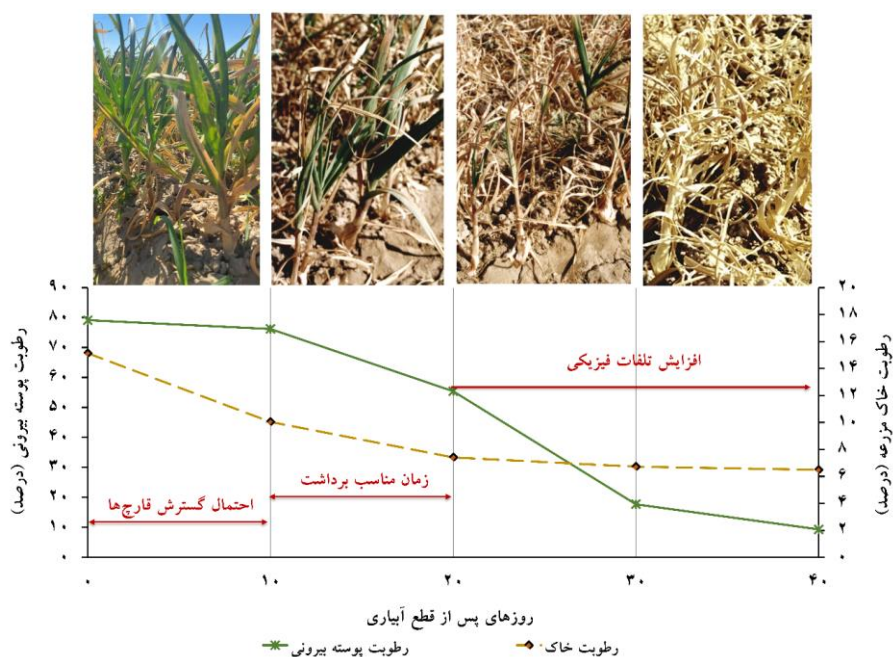 رطوبت پوسته بیرونی (درصد)
۹۰
۸۰
۷۰
۶۰
۵۰
۴۰
۳۰
۲۰
۱۰
۰
افزایش تلفات فیزیکی
زمان مناسب برداشت
احتمال گسترش قارچ‌ها
۲۰
۱۸
۱۶
۱۴
۱۲
۱۰
۸
۶
۴
۲
۰
رطوبت خاک مزرعه (درصد)
۰ ۱۰ ۲۰ ۳۰ ۴۰
روزهای پس از قطع آبیاری
رطوبت پوسته بیرونی
رطوبت خاک